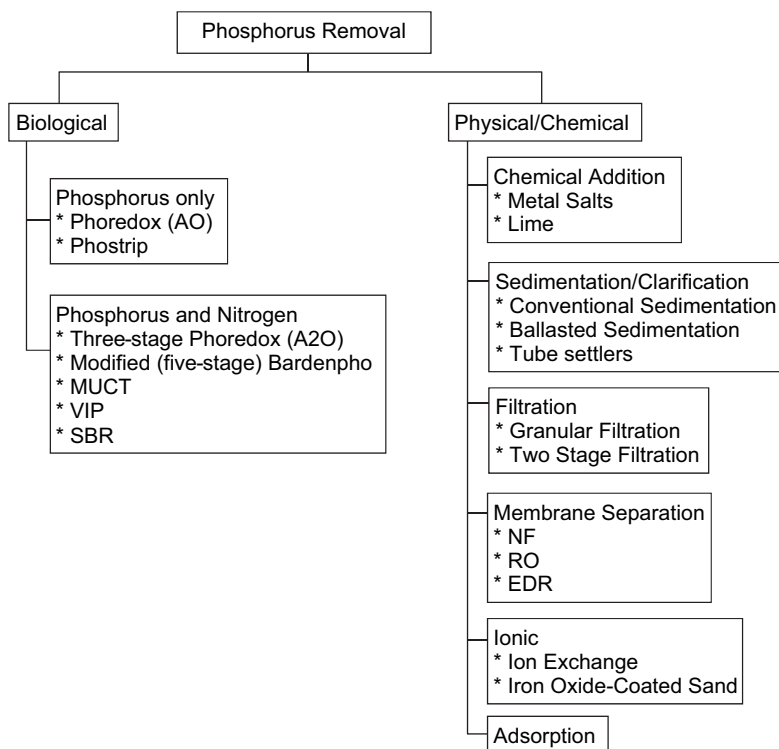 Phosphorus Removal
Biological
Phosphorus only
* Phoredox (AO)
* Phostrip
Phosphorus and Nitrogen
* Three-stage Phoredox (A2O)
* Modified (five-stage) Bardenpho
* MUCT
* VIP
* SBR
Physical/Chemical
Chemical Addition
* Metal Salts
* Lime
Sedimentation/Clarification
* Conventional Sedimentation
* Ballasted Sedimentation
* Tube settlers
Filtration
* Granular Filtration
* Two Stage Filtration
Membrane Separation
* NF
* RO
* EDR
Ionic
* Ion Exchange
* Iron Oxide-Coated Sand
Adsorption